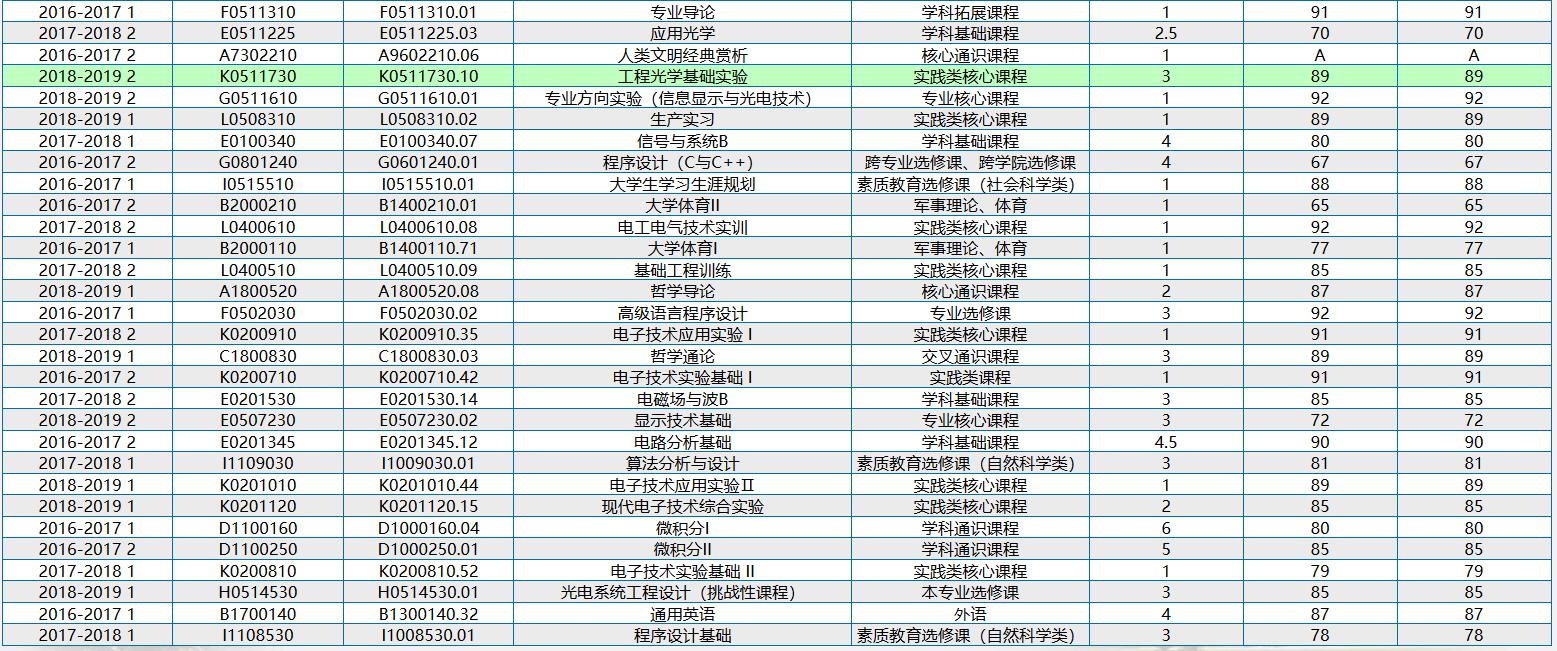 2016-2017 1 F0511310 F0511310.01 专业导论 学科拓展课程 1 91 91
2017-2018 2 E0511225 E0511225.03 应用光学 学科基础课程 2.5 70 70
2016-2017 2 A7302210 A9602210.06 人类文明经典赏析 核心通识课程 1 A A
2018-2019 2 K0511730 K0511730.10 工程光学基础实验 实践类核心课程 3 89 89
2018-2019 2 G0511610 G0511610.01 专业方向实验（信息显示与光电技术） 专业核心课程 1 92 92
2018-2019 1 L0508310 L0508310.02 生产实习 实践类核心课程 1 89 89
2017-2018 1 E0100340 E0100340.07 信号与系统B 学科基础课程 4 80 80
2016-2017 2 G0801240 G0601240.01 程序设计（C与C++） 跨专业选修课、跨学院选修课 4 67 67
2016-2017 1 I0515510 I0515510.01 大学生学习生涯规划 素质教育选修课（社会科学类） 1 88 88
2016-2017 2 B2000210 B1400210.01 大学体育II 军事理论、体育 1 65 65
2017-2018 2 L0400610 L0400610.08 电工电气技术实训 实践类核心课程 1 92 92
2016-2017 1 B2000110 B1400110.71 大学体育I 军事理论、体育 1 77 77
2017-2018 2 L0400510 L0400510.09 基础工程训练 实践类核心课程 1 85 85
2018-2019 1 A1800520 A1800520.08 哲学导论 核心通识课程 2 87 87
2016-2017 1 F0502030 F0502030.02 高级语言程序设计 专业选修课 3 92 92
2017-2018 2 K0200910 K0200910.35 电子技术应用实验 I 实践类核心课程 1 91 91
2018-2019 1 C1800830 C1800830.03 哲学通论 交叉通识课程 3 89 89
2016-2017 2 K0200710 K0200710.42 电子技术实验基础 I 实践类课程 1 91 91
2017-2018 2 E0201530 E0201530.14 电磁场与波B 学科基础课程 3 85 85
2018-2019 2 E0507230 E0507230.02 显示技术基础 专业核心课程 3 72 72
2016-2017 2 E0201345 E0201345.12 电路分析基础 学科基础课程 4.5 90 90
2017-2018 1 I1109030 I1009030.01 算法分析与设计 素质教育选修课（自然科学类） 3 81 81
2018-2019 1 K0201010 K0201010.44 电子技术应用实验Ⅱ 实践类核心课程 1 89 89
2018-2019 1 K0201120 K0201120.15 现代电子技术综合实验 实践类核心课程 2 85 85
2016-2017 1 D1100160 D1000160.04 微积分I 学科通识课程 6 80 80
2016-2017 2 D1100250 D1000250.01 微积分II 学科通识课程 5 85 85
2017-2018 1 K0200810 K0200810.52 电子技术实验基础 II 实践类核心课程 1 79 79
2018-2019 1 H0514530 H0514530.01 光电系统工程设计（挑战性课程） 本专业选修课 3 85 85
2016-2017 1 B1700140 B1300140.32 通用英语 外语 4 87 87
2017-2018 1 I1108530 I1008530.01 程序设计基础 素质教育选修课（自然科学类） 3 78 78